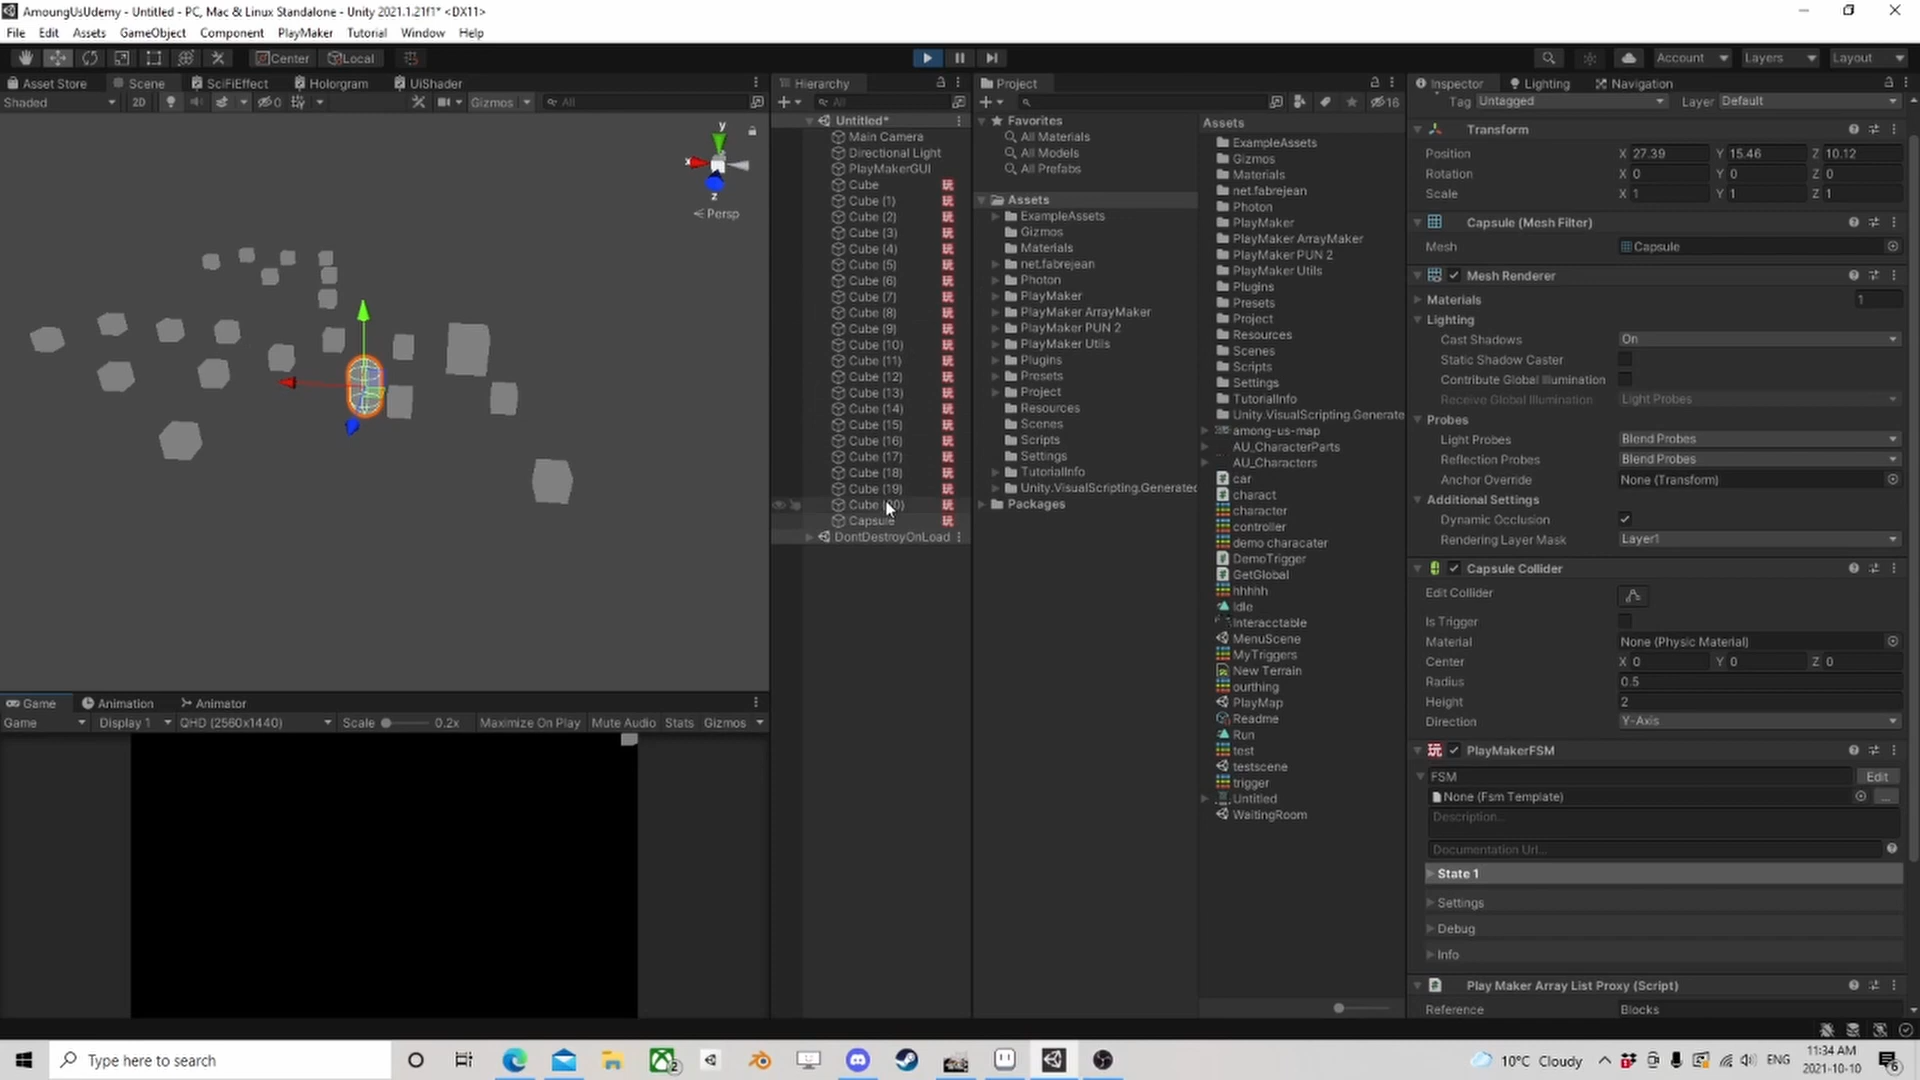 AmoungUsUdemy - Untitled - PC, Mac & Linux Standalone - Unity 2021.1.21f1* <DX11>
File Edit Assets GameObject Component PlayMaker Tutorial Window Help
Center Local Account Layers Layout
Asset Store Scene SciFiEffect Hologram UiShader
Shaded 2D 0 Gizmos All
y
x
z
Persp
Hierarchy
All
Untitled*
Main Camera
Directional Light
PlayMakerGUI
Cube
Cube (1)
Cube (2)
Cube (3)
Cube (4)
Cube (5)
Cube (6)
Cube (7)
Cube (8)
Cube (9)
Cube (10)
Cube (11)
Cube (12)
Cube (13)
Cube (14)
Cube (15)
Cube (16)
Cube (17)
Cube (18)
Cube (19)
Cube
Capsule
DontDestroyOnLoad
Project
16
Favorites
All Materials
All Models
All Prefabs
Assets
ExampleAssets
Gizmos
Materials
net.fabrejean
Photon
PlayMaker
PlayMaker ArrayMaker
PlayMaker PUN 2
PlayMaker Utils
Plugins
Presets
Project
Resources
Scenes
Scripts
Settings
TutorialInfo
Unity.VisualScripting.Generated
Packages
Assets
ExampleAssets
Gizmos
Materials
net.fabrejean
Photon
PlayMaker
PlayMaker ArrayMaker
PlayMaker PUN 2
PlayMaker Utils
Plugins
Presets
Project
Resources
Scenes
Scripts
Settings
TutorialInfo
Unity.VisualScripting.Generate
among-us-map
AU_CharacterParts
AU_Characters
car
charact
character
controller
demo characater
DemoTrigger
GetGlobal
hhhhh
Idle
Interacctable
MenuScene
MyTriggers
New Terrain
ourthing
PlayMap
Readme
Run
test
testscene
trigger
Untitled
WaitingRoom
Inspector Lighting Navigation
Tag Untagged Layer Default
Transform
Position X 27.39 Y 15.46 Z 10.12
Rotation X 0 Y 0 Z 0
Scale X 1 Y 1 Z 1
Capsule (Mesh Filter)
Mesh Capsule
Mesh Renderer
Materials 1
Lighting
Cast Shadows On
Static Shadow Caster
Contribute Global Illumination
Receive Global Illumination Light Probes
Probes
Light Probes Blend Probes
Reflection Probes Blend Probes
Anchor Override None (Transform)
Additional Settings
Dynamic Occlusion
Rendering Layer Mask Layer1
Capsule Collider
Edit Collider
Is Trigger
Material None (Physic Material)
Center X 0 Y 0 Z 0
Radius 0.5
Height 2
Direction Y-Axis
PlayMakerFSM
FSM Edit
None (Fsm Template) ...
Description...
Documentation Url...
State 1
Settings
Debug
Info
Play Maker Array List Proxy (Script)
Reference Blocks
Game Animation Animator
Game Display 1 QHD (2560x1440) Scale 0.2x Maximize On Play Mute Audio Stats Gizmos
Type here to search
2
10°C Cloudy ENG 11:34 AM
2021-10-10
6